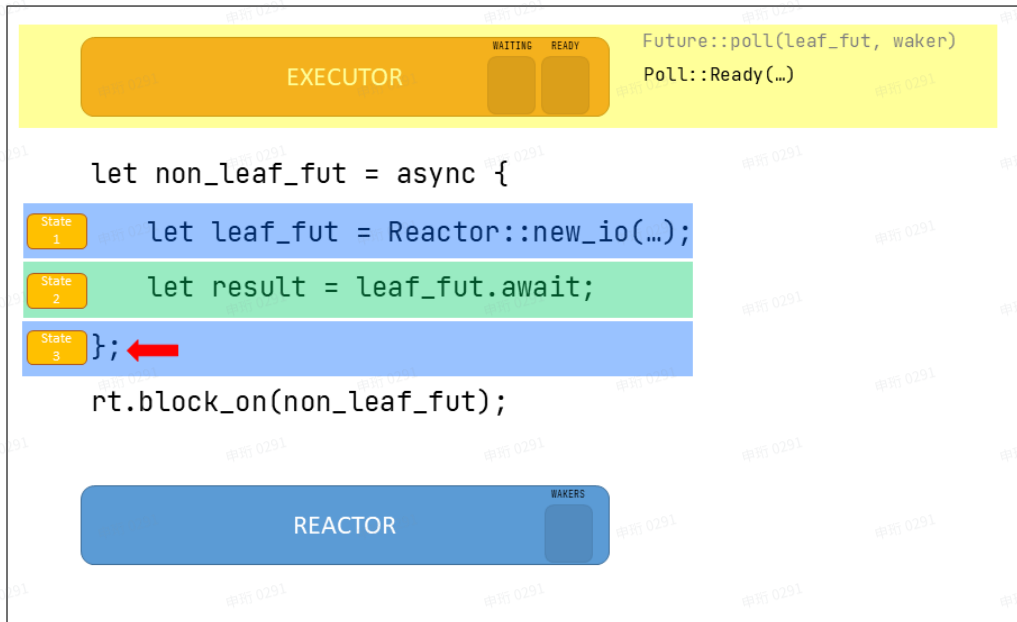 WAITING READY
EXECUTOR
Future::poll(leaf_fut, waker)
Poll::Ready(…)
let non_leaf_fut = async {
State 1
let leaf_fut = Reactor::new_io(…);
State 2
let result = leaf_fut.await;
State 3
};
rt.block_on(non_leaf_fut);
WAKERS
REACTOR